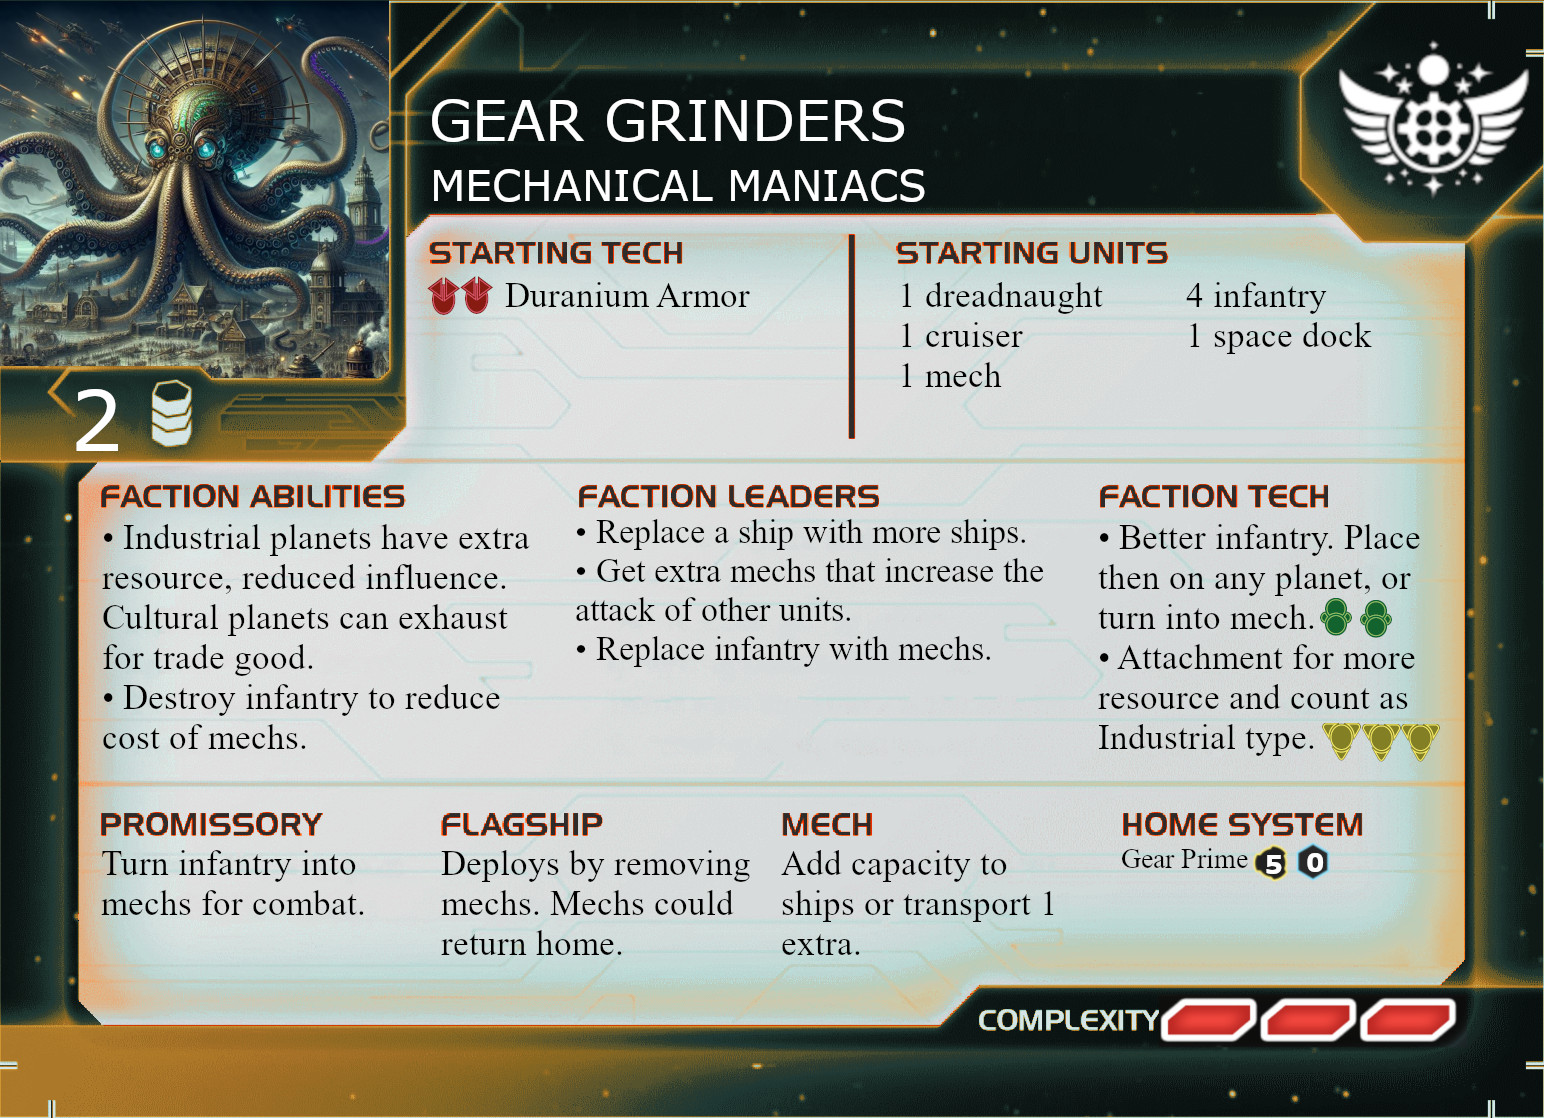 GEAR GRINDERS
MECHANICAL MANIACS
2
STARTING TECH
Duranium Armor
STARTING UNITS
1 dreadnaught
1 cruiser
1 mech
4 infantry
1 space dock
FACTION ABILITIES
• Industrial planets have extra
resource, reduced influence.
Cultural planets can exhaust
for trade good.
• Destroy infantry to reduce
cost of mechs.
FACTION LEADERS
• Replace a ship with more ships.
• Get extra mechs that increase the
attack of other units.
• Replace infantry with mechs.
FACTION TECH
• Better infantry. Place
then on any planet, or
turn into mech.
• Attachment for more
resource and count as
Industrial type.
PROMISSORY
Turn infantry into
mechs for combat.
FLAGSHIP
Deploys by removing
mechs. Mechs could
return home.
MECH
Add capacity to
ships or transport 1
extra.
HOME SYSTEM
Gear Prime 5 0
COMPLEXITY